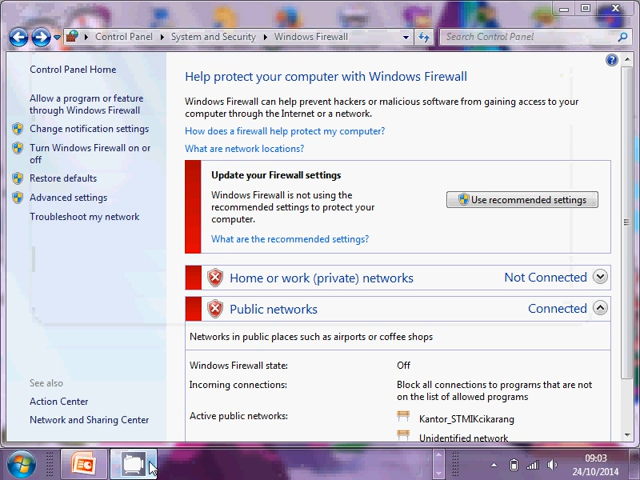 Control Panel
System and Security
Windows Firewall
Search Control Panel
Control Panel Home
Allow a program or feature
through Windows Firewall
Change notification settings
Turn Windows Firewall on or
off
Restore defaults
Advanced settings
Troubleshoot my network
See also
Action Center
Network and Sharing Center
Help protect your computer with Windows Firewall
Windows Firewall can help prevent hackers or malicious software from gaining access to your
computer through the Internet or a network.
How does a firewall help protect my computer?
What are network locations?
Update your Firewall settings
Windows Firewall is not using the
recommended settings to protect your
computer.
What are the recommended settings?
Use recommended settings
Home or work (private) networks Not Connected
Public networks Connected
Networks in public places such as airports or coffee shops
Windows Firewall state: Off
Incoming connections: Block all connections to programs that are not
on the list of allowed programs
Active public networks: Kantor_STMIKcikarang
Unidentified network
09:03
24/10/2014